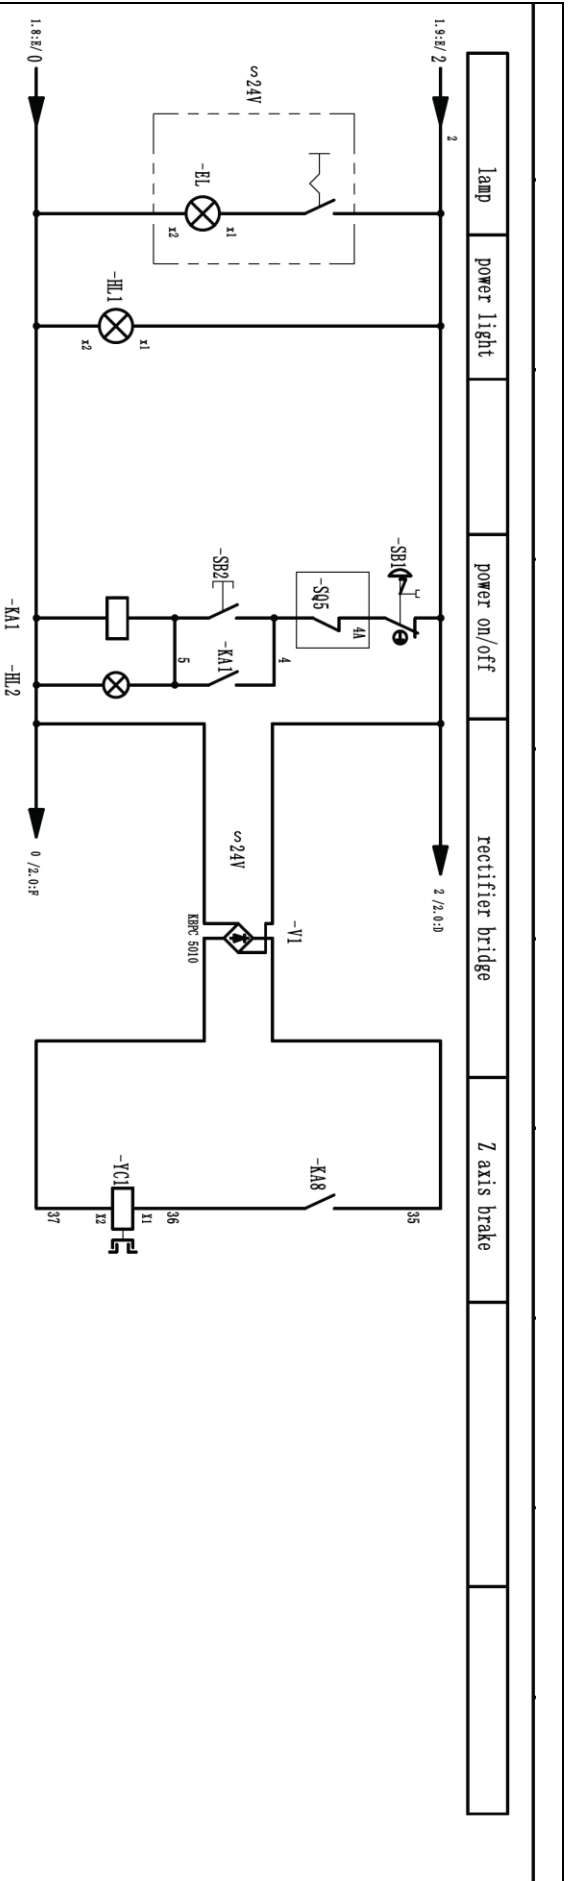 lamp
power light
power on/off
rectifier bridge
Z axis brake
1.9:E/ 2
2
2 /2.0:D
∽24V
-EL
x1
x2
-HL1
x1
x2
-SB1
4A
-SQ5
4
-SB2
-KA1
5
-KA1
-HL2
∽24V
-V1
KBPC 5010
35
-KA8
36
-YC1
x1
x2
37
1.8:E/ 0
0 /2.0:F